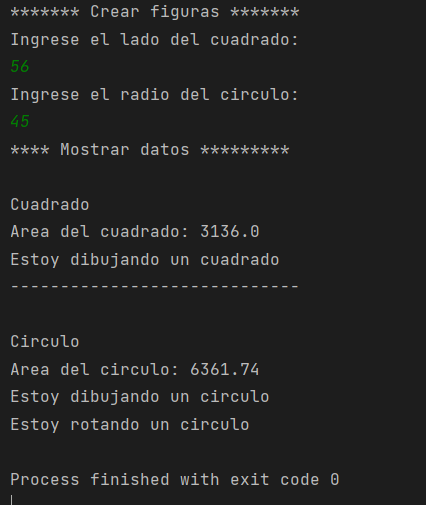 ******* Crear figuras *******
Ingrese el lado del cuadrado:
56
Ingrese el radio del circulo:
45
**** Mostrar datos *********
Cuadrado
Area del cuadrado: 3136.0
Estoy dibujando un cuadrado
-----------------------------
Circulo
Area del circulo: 6361.74
Estoy dibujando un circulo
Estoy rotando un circulo
Process finished with exit code 0